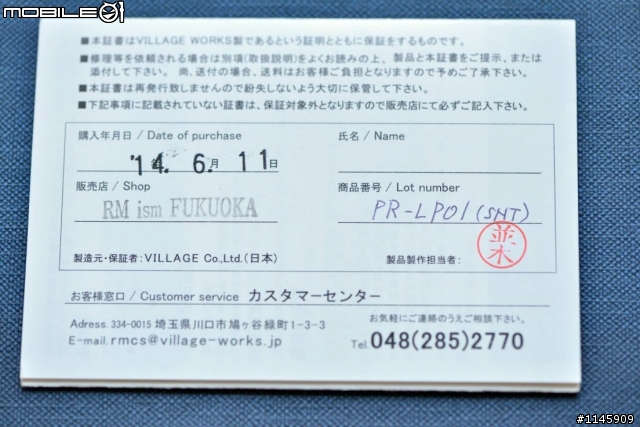 MOBILE01
■本証書はVILLAGE WORKS製であるという証明とともに保証をするものです。
■修理等を依頼される場合は別項(取扱説明)をよくお読みの上、製品と本証書をご提示、または
添付して下さい。尚、送付の場合、送料はお客様ご負担となりますので予めご了承下さい。
■本証書は再発行致しませんので紛失しないよう大切に保管して下さい。
■下記事項に記載されていない証書は、保証対象外となりますので販売店にて必ずご記入下さい。
購入年月日 / Date of purchase
氏名 / Name
'14年 6月 11日
販売店 / Shop
商品番号 / Lot number
RM ism FUKUOKA
PR-LP01(SNT)
製造元・保証者:VILLAGE Co.,Ltd.(日本)
製品製作担当者:
並木
お客様窓口 / Customer service カスタマーセンター
Adress. 334-0015 埼玉県川口市鳩ヶ谷緑町1-3-3
お気軽にご連絡のうえご相談下さい。
E-mail. rmcs@village-works.jp
Tel. 048(285)2770
#1145909